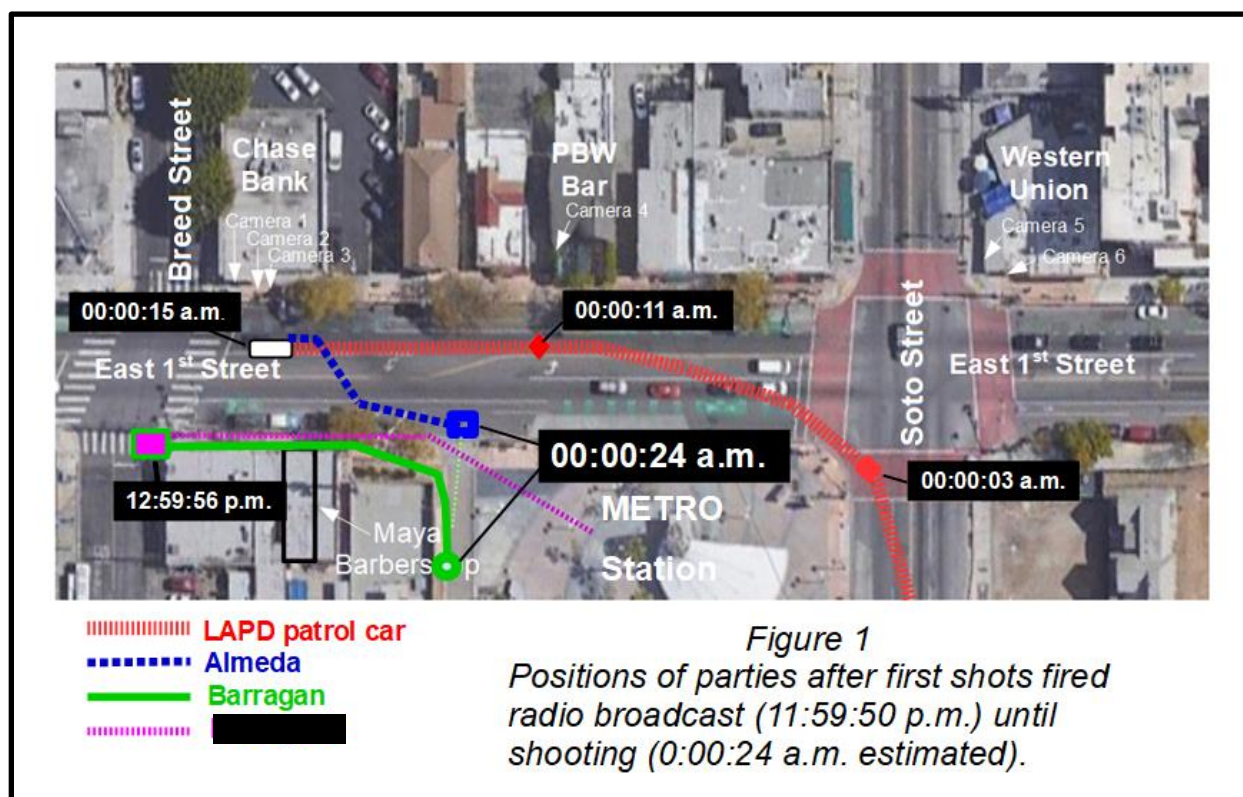 Breed Street
Chase
Bank
Camera 1
Camera 2
Camera 3
PBW
Bar
Camera 4
Western
Union
Camera 5
Camera 6
00:00:15 a.m.
00:00:11 a.m.
East 1st Street
Soto Street
East 1st Street
00:00:24 a.m.
00:00:03 a.m.
12:59:56 p.m.
METRO
Station
Maya
Barbershop
LAPD patrol car
Almeda
Barragan
Figure 1
Positions of parties after first shots fired
radio broadcast (11:59:50 p.m.) until
shooting (0:00:24 a.m. estimated).